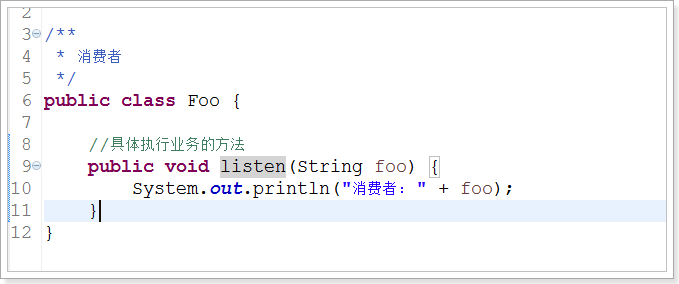 2
3 /**
4 * 消费者
5 */
6 public class Foo {
7
8 //具体执行业务的方法
9 public void listen(String foo) {
10 System.out.println("消费者：" + foo);
11 }
12 }